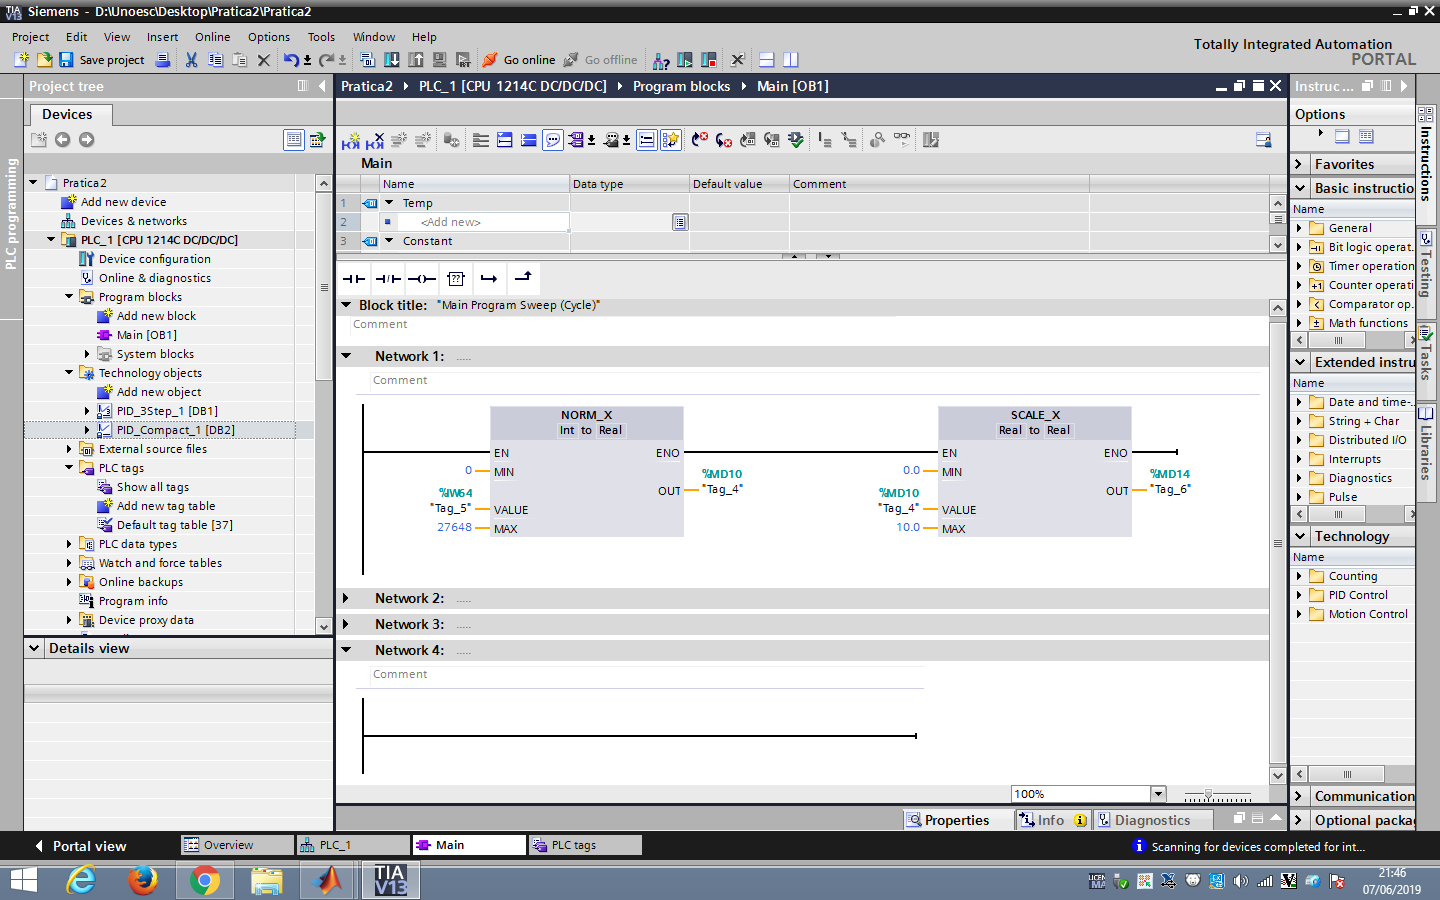 Siemens - D:\Unoesc\Desktop\Pratica2\Pratica2
Project Edit View Insert Online Options Tools Window Help
Totally Integrated Automation
PORTAL
Save project
Go online
Go offline
Project tree
Pratica2 PLC_1 [CPU 1214C DC/DC/DC] Program blocks Main [OB1]
Instruc...
Devices
Options
Main
Name Data type Default value Comment
1 Temp
2 <Add new>
3 Constant
PLC programming
Pratica2
Add new device
Devices & networks
PLC_1 [CPU 1214C DC/DC/DC]
Device configuration
Online & diagnostics
Program blocks
Add new block
Main [OB1]
System blocks
Technology objects
Add new object
PID_3Step_1 [DB1]
PID_Compact_1 [DB2]
External source files
PLC tags
Show all tags
Add new tag table
Default tag table [37]
PLC data types
Watch and force tables
Online backups
Program info
Device proxy data
Details view
Block title: "Main Program Sweep (Cycle)"
Comment
Network 1: .....
Comment
NORM_X
Int to Real
EN
ENO
0
MIN
OUT
%MD10
"Tag_4"
%IW64
"Tag_5"
VALUE
27648
MAX
SCALE_X
Real to Real
EN
ENO
0.0
MIN
OUT
%MD14
"Tag_6"
%MD10
"Tag_4"
VALUE
10.0
MAX
Network 2: .....
Network 3: .....
Network 4: .....
Comment
100%
Properties
Info
Diagnostics
Favorites
Basic instructio
Name
General
Bit logic operat.
Timer operation
Counter operati
Comparator op.
Math functions
Extended instru
Name
Date and time-..
String + Char
Distributed I/O
Interrupts
Diagnostics
Pulse
Technology
Name
Counting
PID Control
Motion Control
Communication
Optional packa
Instructions
Testing
Tasks
Libraries
Portal view
Overview
PLC_1
Main
PLC tags
Scanning for devices completed for int...
TIA
V13
21:46
07/06/2019